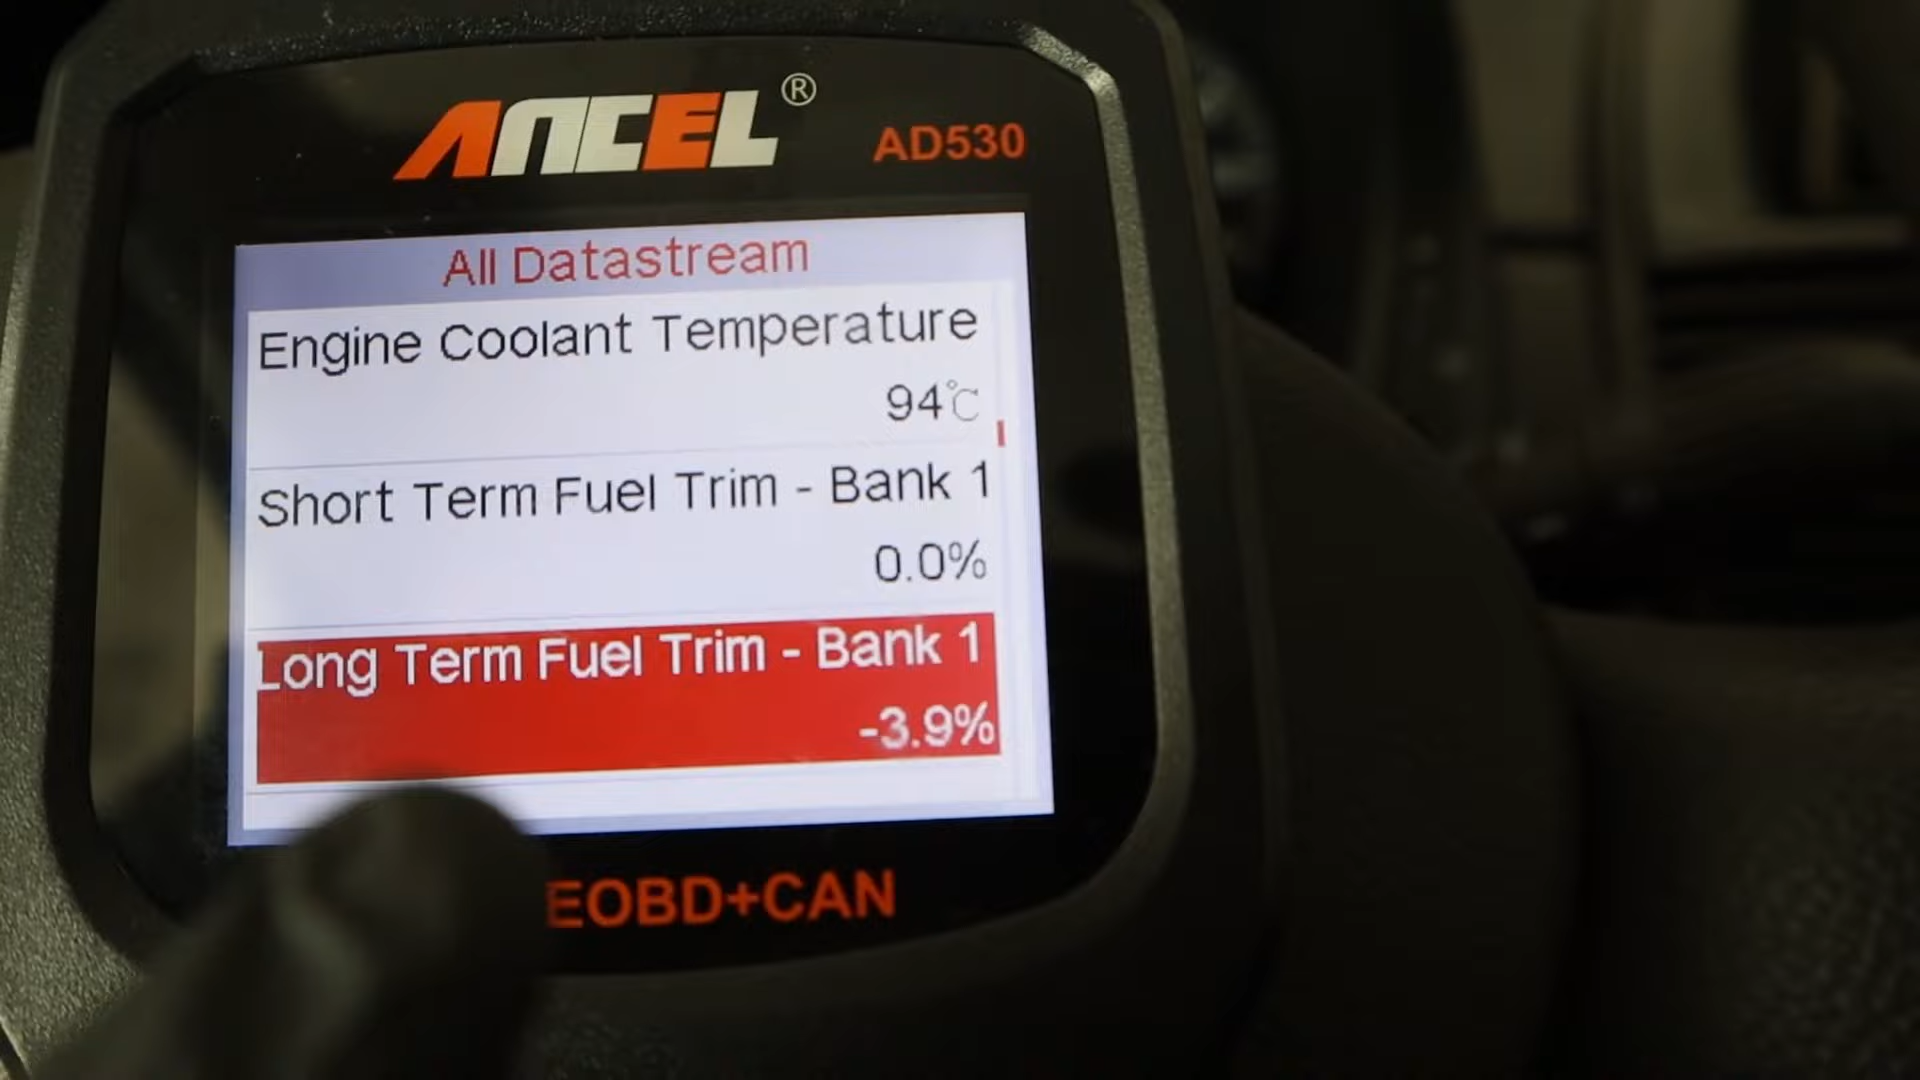 ANCEL®
AD530
All Datastream
Engine Coolant Temperature
94℃
Short Term Fuel Trim - Bank 1
0.0%
Long Term Fuel Trim - Bank 1
-3.9%
EOBD+CAN